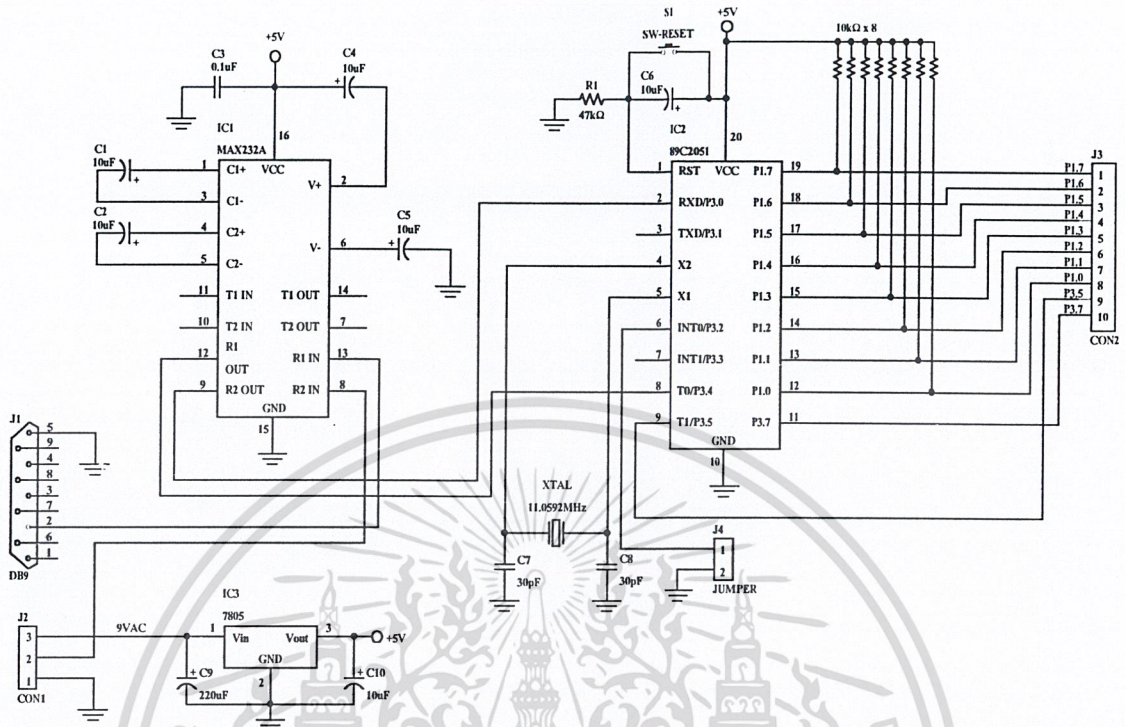 +5V
C3
0.1uF
C4
10uF
+
16
IC1
MAX232A
VCC
C1
10uF
+
1
C1+
V+
2
3
C1-
C2
10uF
+
4
C2+
V-
6
+
C5
10uF
5
C2-
11
T1 IN
T1 OUT
14
10
T2 IN
T2 OUT
7
12
R1
OUT
R1 IN
13
9
R2 OUT
R2 IN
8
GND
15
J1
5
9
4
8
3
7
2
6
1
DB9
J2
3
2
1
CON1
9VAC
IC3
7805
1
Vin
Vout
3
+5V
GND
2
+
C9
220uF
+
C10
10uF
S1
SW-RESET
+5V
10kΩ x 8
R1
47kΩ
C6
10uF
+
20
IC2
89C2051
1
RST
VCC
P1.7
19
2
RXD/P3.0
P1.6
18
3
TXD/P3.1
P1.5
17
4
X2
P1.4
16
5
X1
P1.3
15
6
INT0/P3.2
P1.2
14
7
INT1/P3.3
P1.1
13
8
T0/P3.4
P1.0
12
9
T1/P3.5
P3.7
11
GND
10
XTAL
11.0592MHz
C7
30pF
C8
30pF
J4
1
2
JUMPER
J3
P1.7
1
P1.6
2
P1.5
3
P1.4
4
P1.3
5
P1.2
6
P1.1
7
P1.0
8
P3.5
9
P3.7
10
CON2